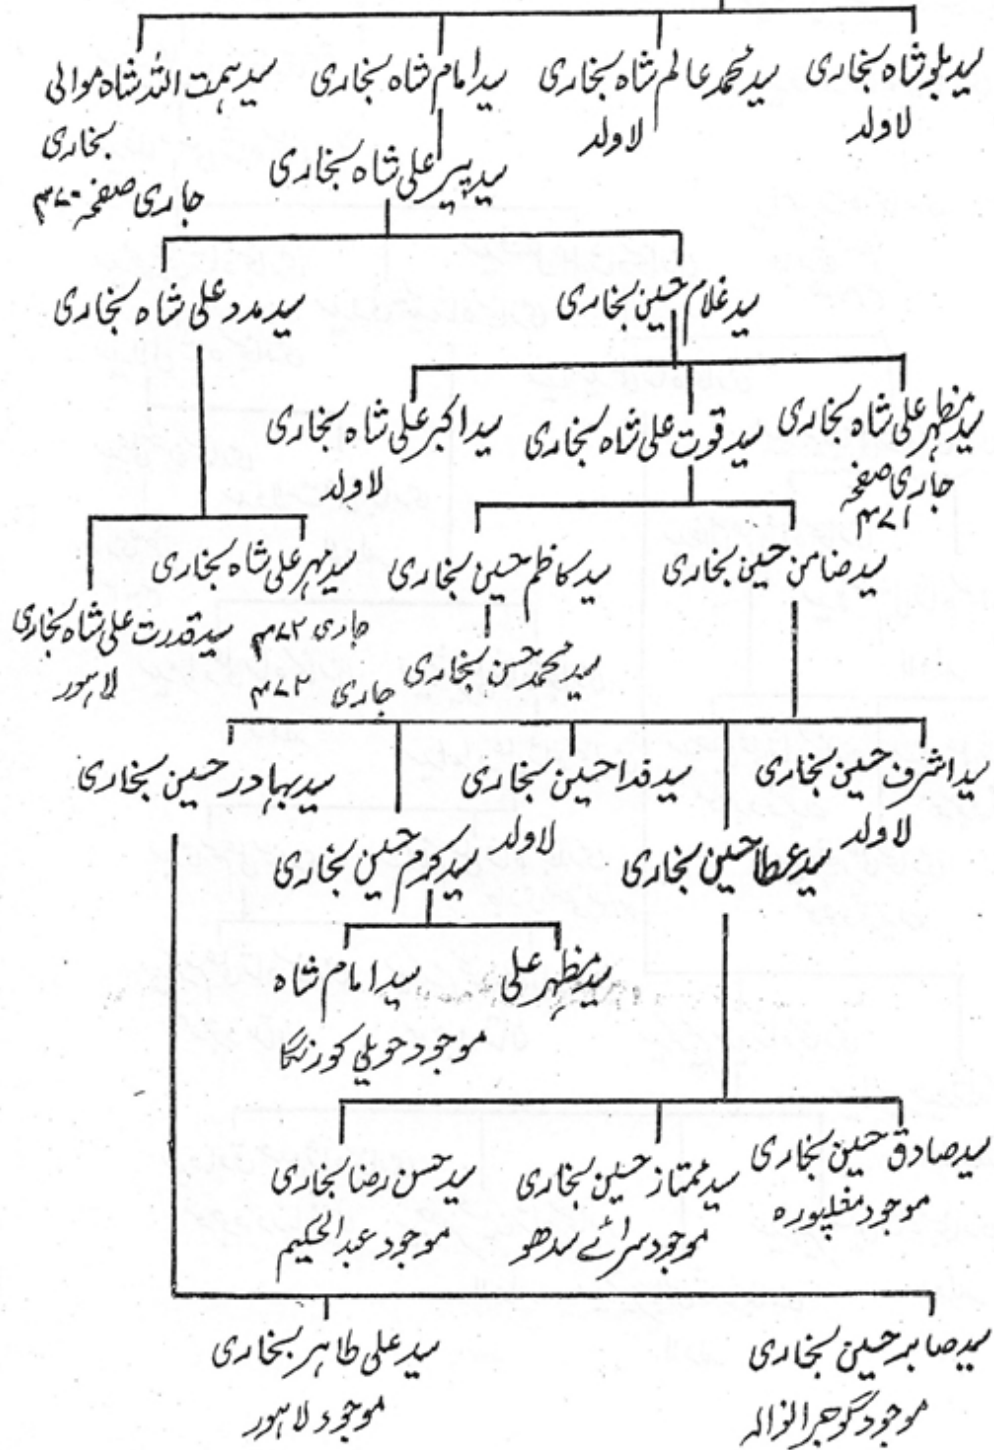 سید بلوشاہ بخاری
لاولد
سید محمد عالم شاہ بخاری
لاولد
سید امام شاہ بخاری
سید ہمت اللہ شاہ موالی
بخاری
جاری صفحہ ۴۷۰
سید پیر علی شاہ بخاری
سید غلام حسین بخاری
سید مدد علی شاہ بخاری
سید مظہر علی شاہ بخاری
جاری صفحہ
۴۷۱
سید قوت علی شاہ بخاری
سید اکبر علی شاہ بخاری
لاولد
سید ضامن حسین بخاری
سید کاظم حسین بخاری
سید مہر علی شاہ بخاری
جاری ۴۷۲
سید قدرت علی شاہ بخاری
لاہور
سید محمد حسن بخاری
جاری ۴۷۲
سید اشرف حسین بخاری
لاولد
سید عطا حسین بخاری
سید فدا حسین بخاری
لاولد
سید کرم حسین بخاری
سید بہادر حسین بخاری
سید مظہر علی
سید امام شاہ
موجود حویلی کورنگا
سید صادق حسین بخاری
موجود مغلپورہ
سید ممتاز حسین بخاری
موجود سرائے سدھو
سید حسن رضا بخاری
موجود عبدالحکیم
سید صابر حسین بخاری
موجود گوجرانوالہ
سید علی طاہر بخاری
موجود لاہور